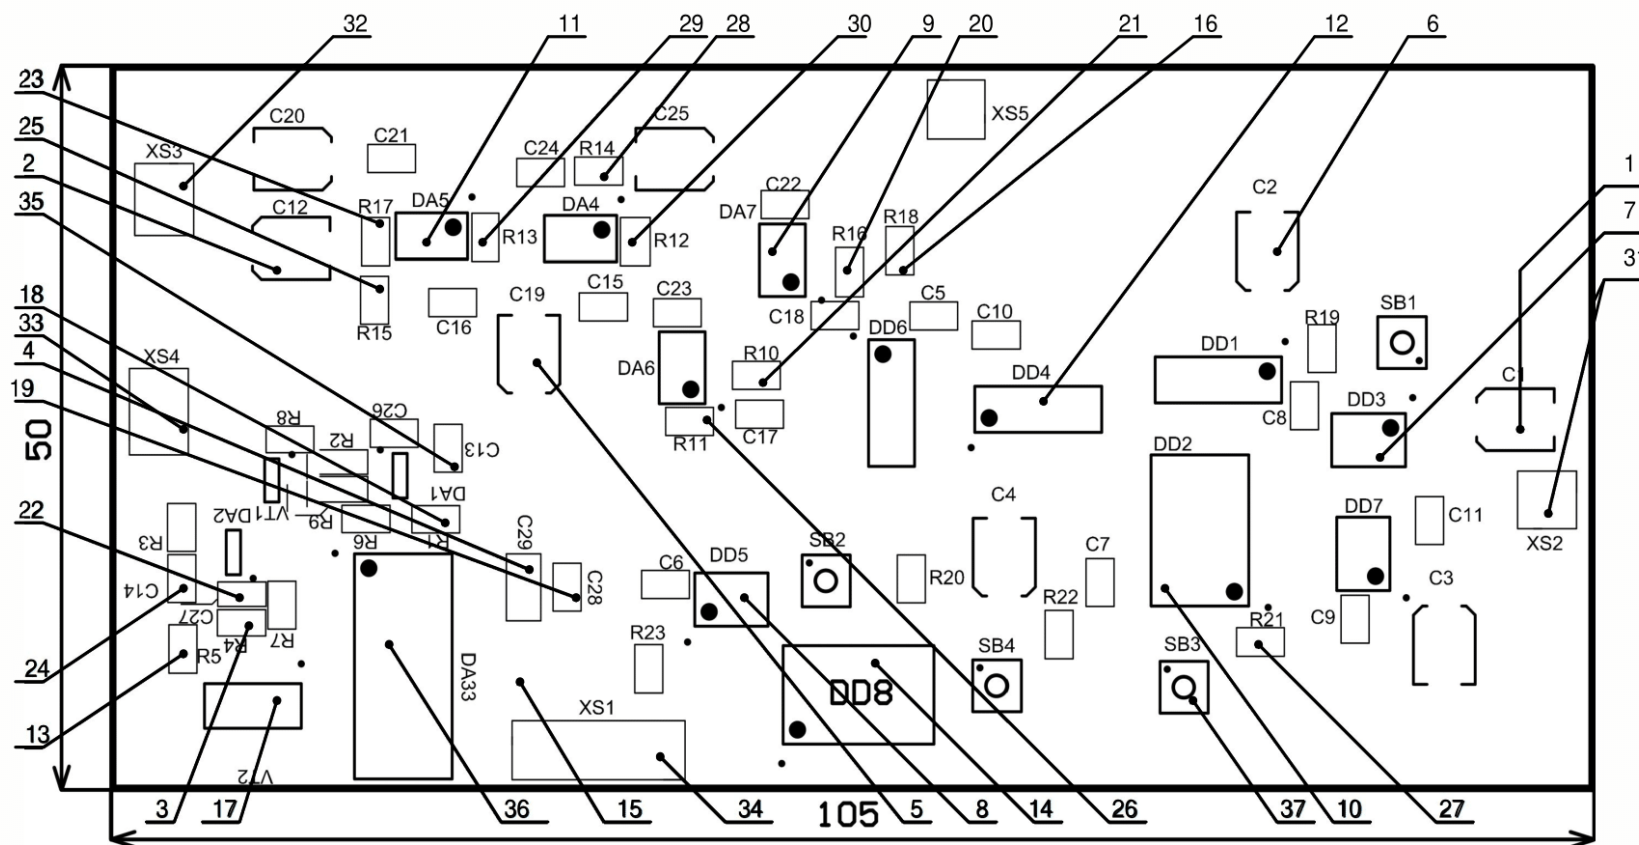 32 11 29 28 30 9 20 21 16 12 6
23
25
2
35
18
33
4
19
22
24
13
50
1
7
31
C20 C21 C24 R14 C25 XS5
XS3
C12 R17 DA5 R13 DA4 R12 DA7 C22 R16 R18 C2
R15 C16 C19 C15 C23 C18 C5 C10 R19 SB1
XS4 DA6 R10 DD6 DD4 DD1 C1
R8 R2 C26 C13 R11 C17 C8 DD3
VT1 R9 DA1 DD2
DA2 R3 R6 R1 C29 C4 DD7 C11 XS2
C14 C27 R4 R7 C28 C6 DD5 SB2 R20 C7 C3
R5 DA33 R23 R22 R21 C9
SB4 SB3
XS1 DD8
VT2
3 17 36 15 34 5 8 14 26 37 10 27
105